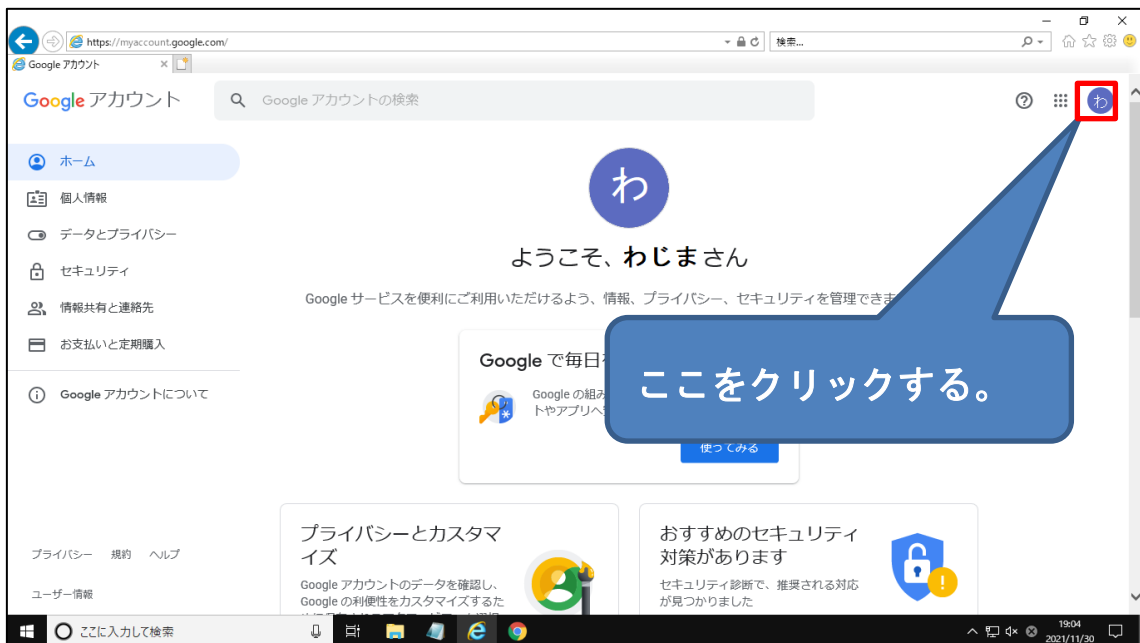 https://myaccount.google.com/
検索...
Google アカウント
Google アカウント
Google アカウントの検索
わ
ホーム
個人情報
データとプライバシー
セキュリティ
情報共有と連絡先
お支払いと定期購入
Google アカウントについて
わ
ようこそ、わじまさん
Google サービスを便利にご利用いただけるよう、情報、プライバシー、セキュリティを管理できま
Google で毎日
Google の組み
トやアプリへ
使ってみる
ここをクリックする。
プライバシーとカスタマ
イズ
Google アカウントのデータを確認し、
Google の利便性をカスタマイズするた
おすすめのセキュリティ
対策があります
セキュリティ診断で、推奨される対応
が見つかりました
プライバシー 規約 ヘルプ
ユーザー情報
ここに入力して検索
19:04
2021/11/30